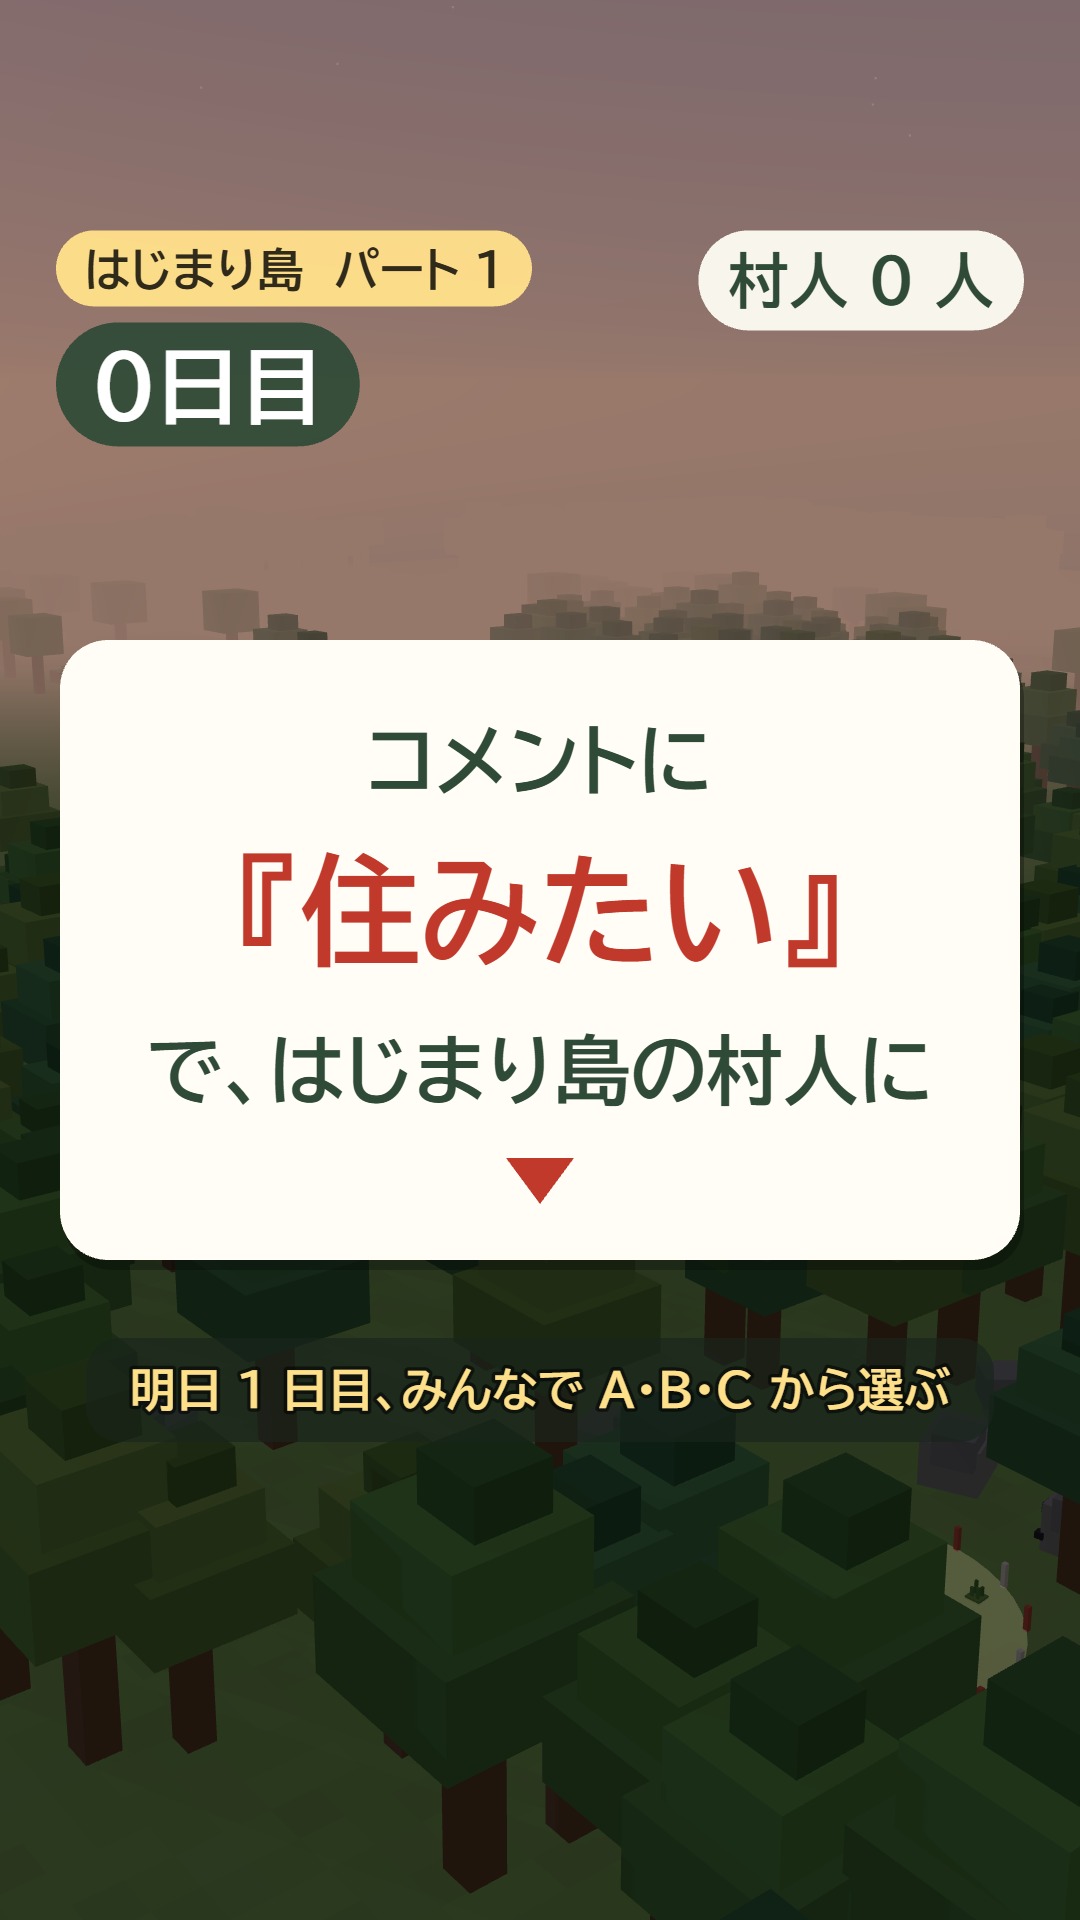 はじまり島 パート 1
村人 0 人
0日目
コメントに
『住みたい』
で、はじまり島の村人に
明日 1 日目、みんなで A・B・C から選ぶ